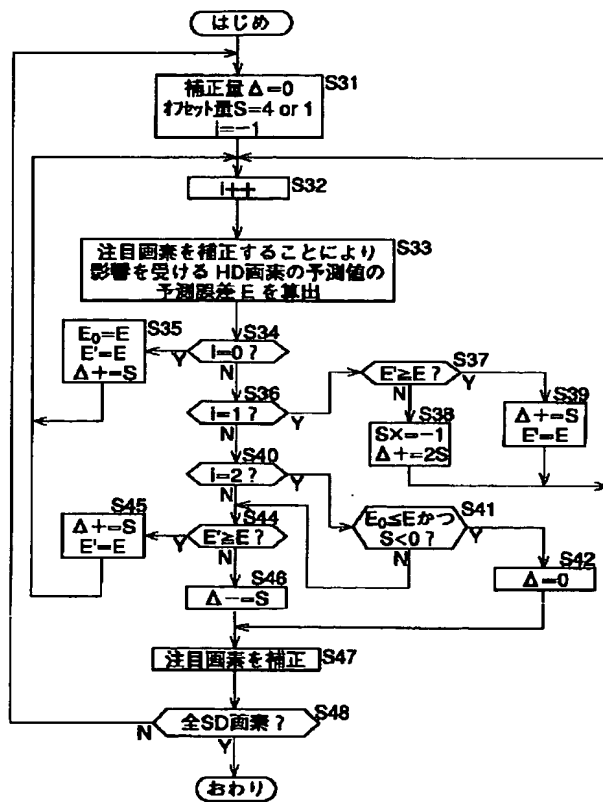 はじめ
補正量 Δ=0
オフセット量S=4 or 1
i=-1
S31
i++
S32
注目画素を補正することにより
影響を受ける HD画素の予測値の
予測誤差 E を算出
S33
S34
i=0 ?
Y
N
S35
E₀=E
E'=E
Δ+=S
S36
i=1 ?
Y
N
S37
E'≥E ?
Y
N
S38
S×=-1
Δ+=2S
S39
Δ+=S
E'=E
S40
i=2 ?
Y
N
S41
E₀≤Eかつ
S<0 ?
Y
N
S42
Δ=0
S44
E'≥E ?
Y
N
S45
Δ+=S
E'=E
S46
Δ-=S
注目画素を補正
S47
全SD画素 ?
S48
N
Y
おわり